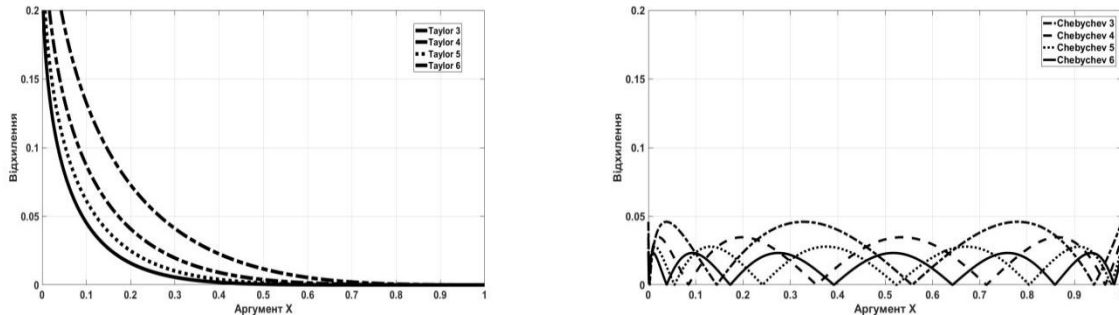 0.2
0.15
0.1
0.05
0
Відхилення
0 0.1 0.2 0.3 0.4 0.5 0.6 0.7 0.8 0.9 1
Аргумент X
Taylor 3
Taylor 4
Taylor 5
Taylor 6
0.2
0.15
0.1
0.05
0
Відхилення
0 0.1 0.2 0.3 0.4 0.5 0.6 0.7 0.8 0.9
Аргумент X
Chebychev 3
Chebychev 4
Chebychev 5
Chebychev 6